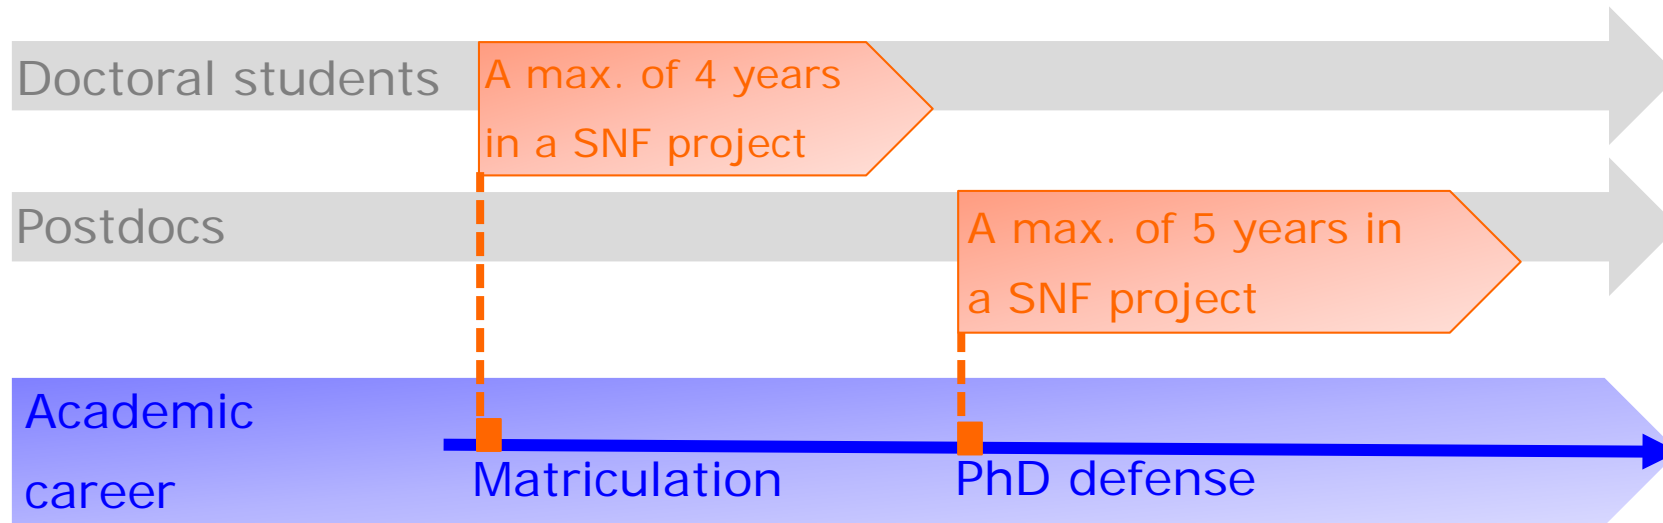 Doctoral students
A max. of 4 years
in a SNF project
Postdocs
A max. of 5 years in
a SNF project
Academic
career
Matriculation
PhD defense